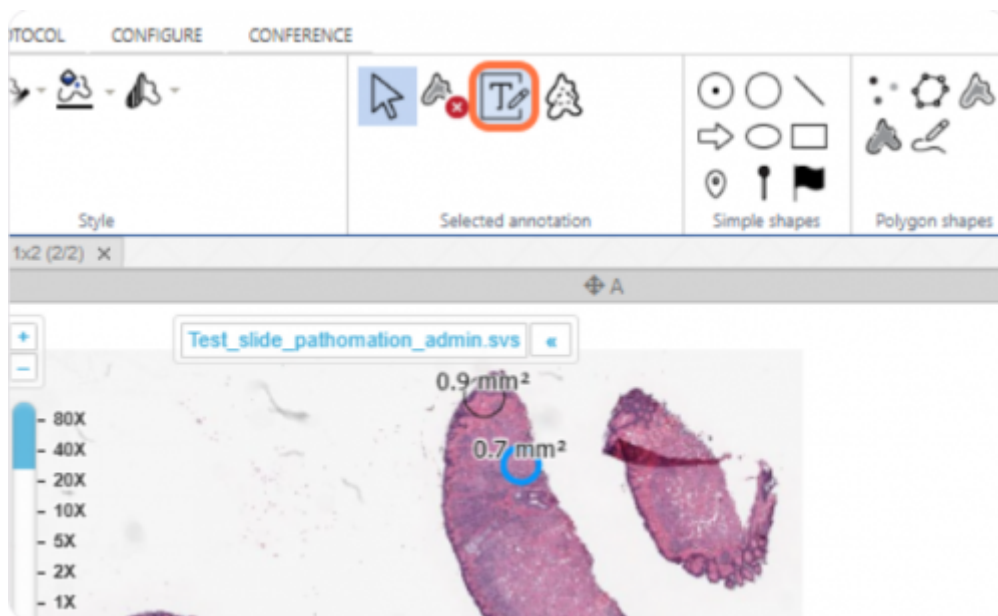 OTOCOL CONFIGURE CONFERENCE
T
Style Selected annotation Simple shapes Polygon shapes
1x2 (2/2) X
A
+ Test_slide_pathomation_admin.svs «
−
0.9 mm²
- 80X
0.7 mm²
- 40X
- 20X
- 10X
- 5X
- 2X
- 1X